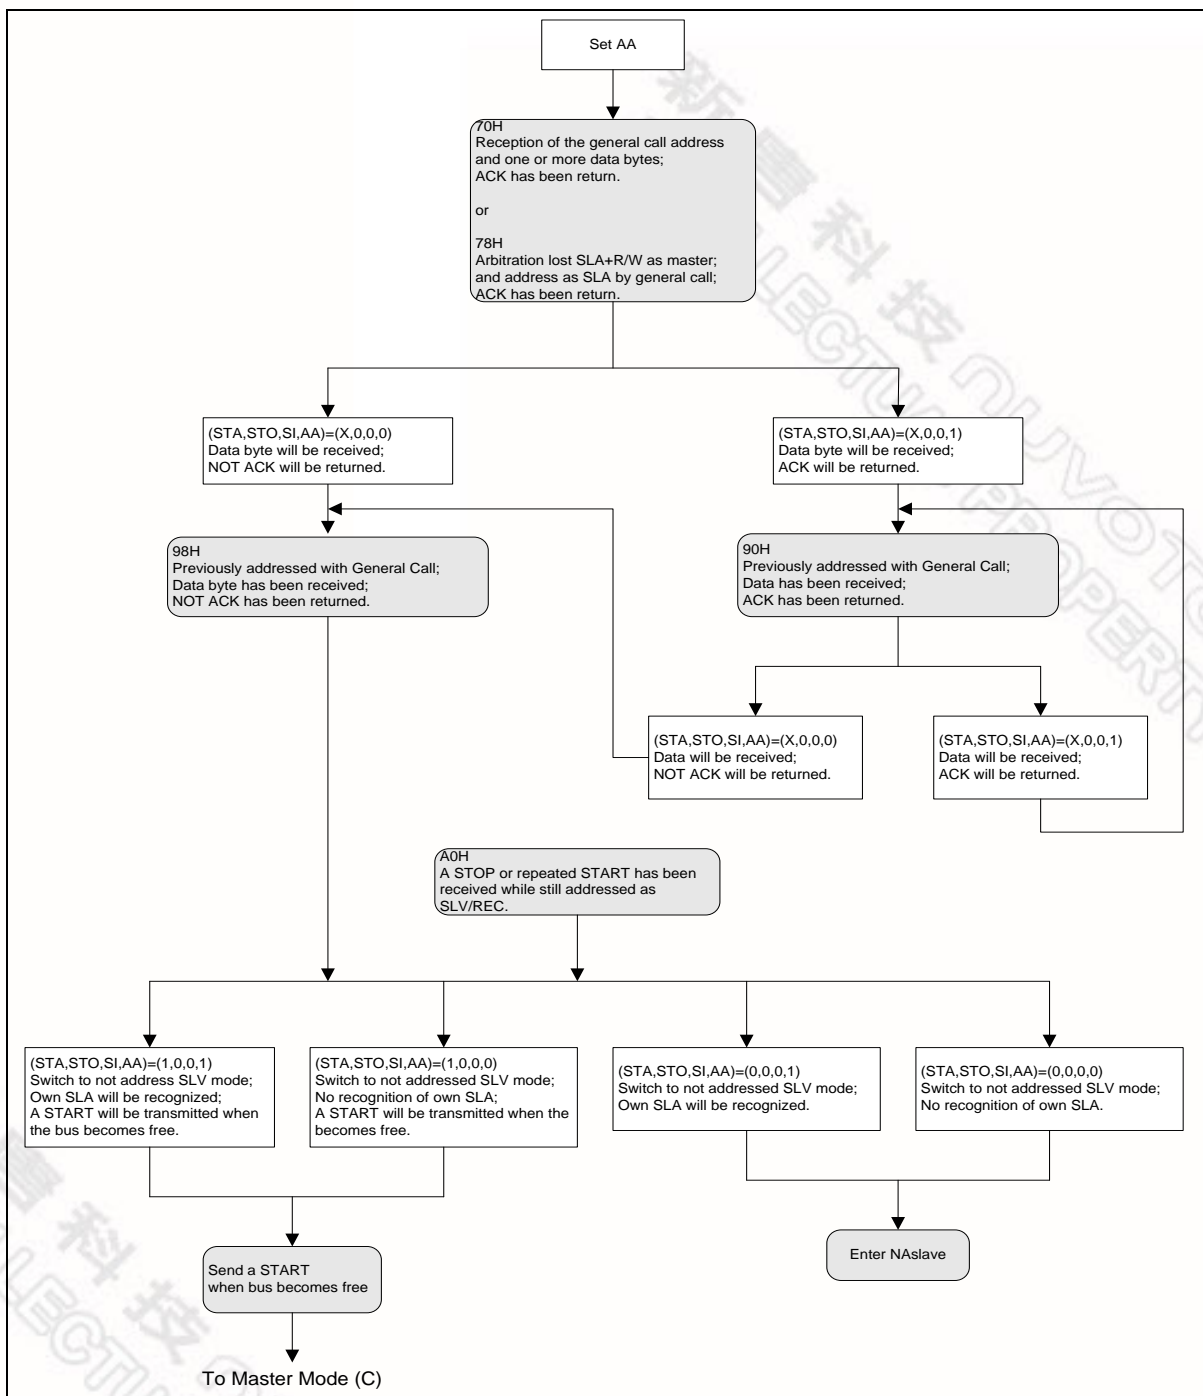 Set AA
70H
Reception of the general call address
and one or more data bytes;
ACK has been return.
or
78H
Arbitration lost SLA+R/W as master;
and address as SLA by general call;
ACK has been return.
(STA,STO,SI,AA)=(X,0,0,0)
Data byte will be received;
NOT ACK will be returned.
(STA,STO,SI,AA)=(X,0,0,1)
Data byte will be received;
ACK will be returned.
98H
Previously addressed with General Call;
Data byte has been received;
NOT ACK has been returned.
90H
Previously addressed with General Call;
Data has been received;
ACK has been returned.
(STA,STO,SI,AA)=(X,0,0,0)
Data will be received;
NOT ACK will be returned.
(STA,STO,SI,AA)=(X,0,0,1)
Data will be received;
ACK will be returned.
A0H
A STOP or repeated START has been
received while still addressed as
SLV/REC.
(STA,STO,SI,AA)=(1,0,0,1)
Switch to not address SLV mode;
Own SLA will be recognized;
A START will be transmitted when
the bus becomes free.
(STA,STO,SI,AA)=(1,0,0,0)
Switch to not addressed SLV mode;
No recognition of own SLA;
A START will be transmitted when the
becomes free.
(STA,STO,SI,AA)=(0,0,0,1)
Switch to not addressed SLV mode;
Own SLA will be recognized.
(STA,STO,SI,AA)=(0,0,0,0)
Switch to not addressed SLV mode;
No recognition of own SLA.
Send a START
when bus becomes free
Enter NAslave
To Master Mode (C)